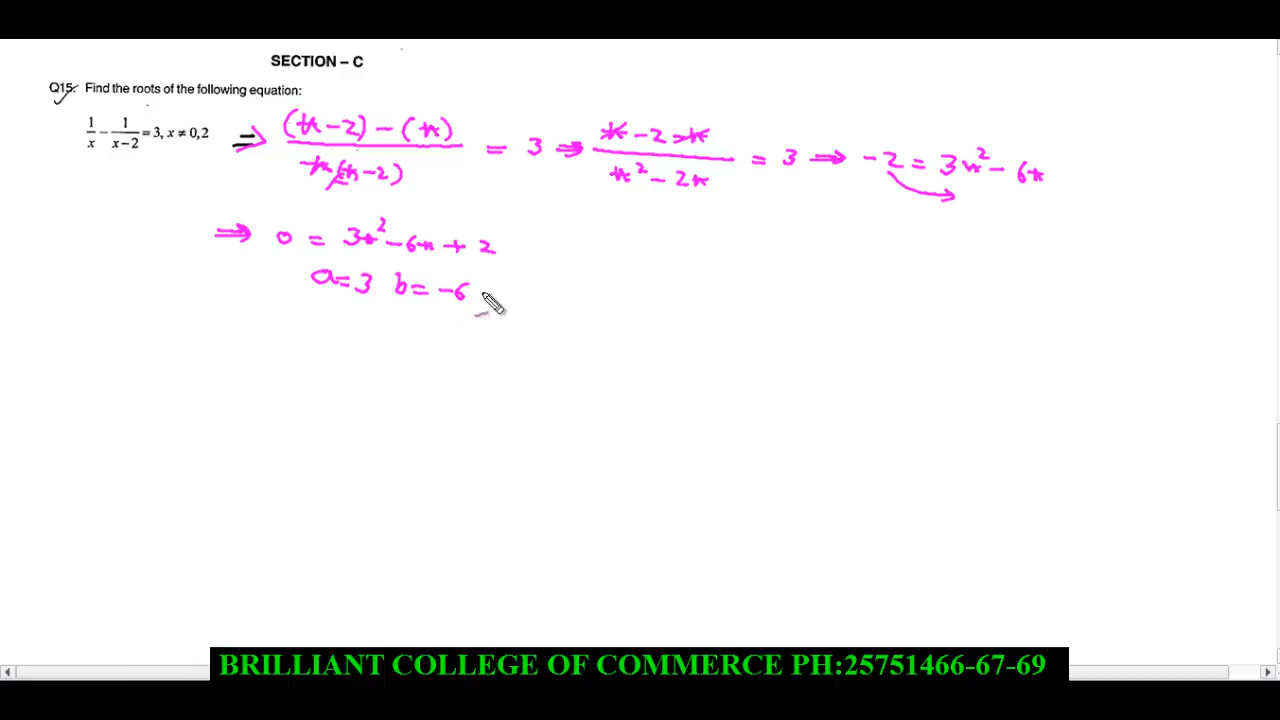 SECTION – C
Q15. Find the roots of the following equation:
1/x − 1/(x−2) = 3, x ≠ 0, 2 ⇒ ((x−2) − (x))/(x(x−2)) = 3 ⇒ (x − 2 − x)/(x² − 2x) = 3 ⇒ −2 = 3x² − 6x
⇒ 0 = 3x² − 6x + 2
a = 3 b = −6
BRILLIANT COLLEGE OF COMMERCE PH:25751466-67-69